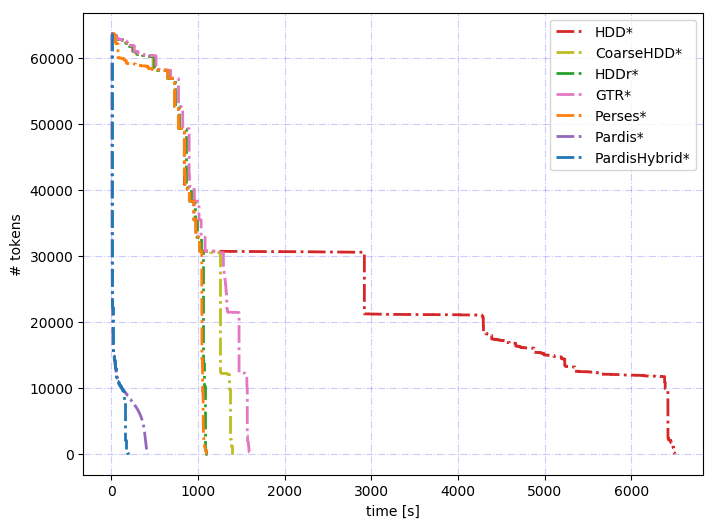 60000
50000
40000
30000
20000
10000
0
# tokens
HDD*
CoarseHDD*
HDDr*
GTR*
Perses*
Pardis*
PardisHybrid*
0 1000 2000 3000 4000 5000 6000
time [s]